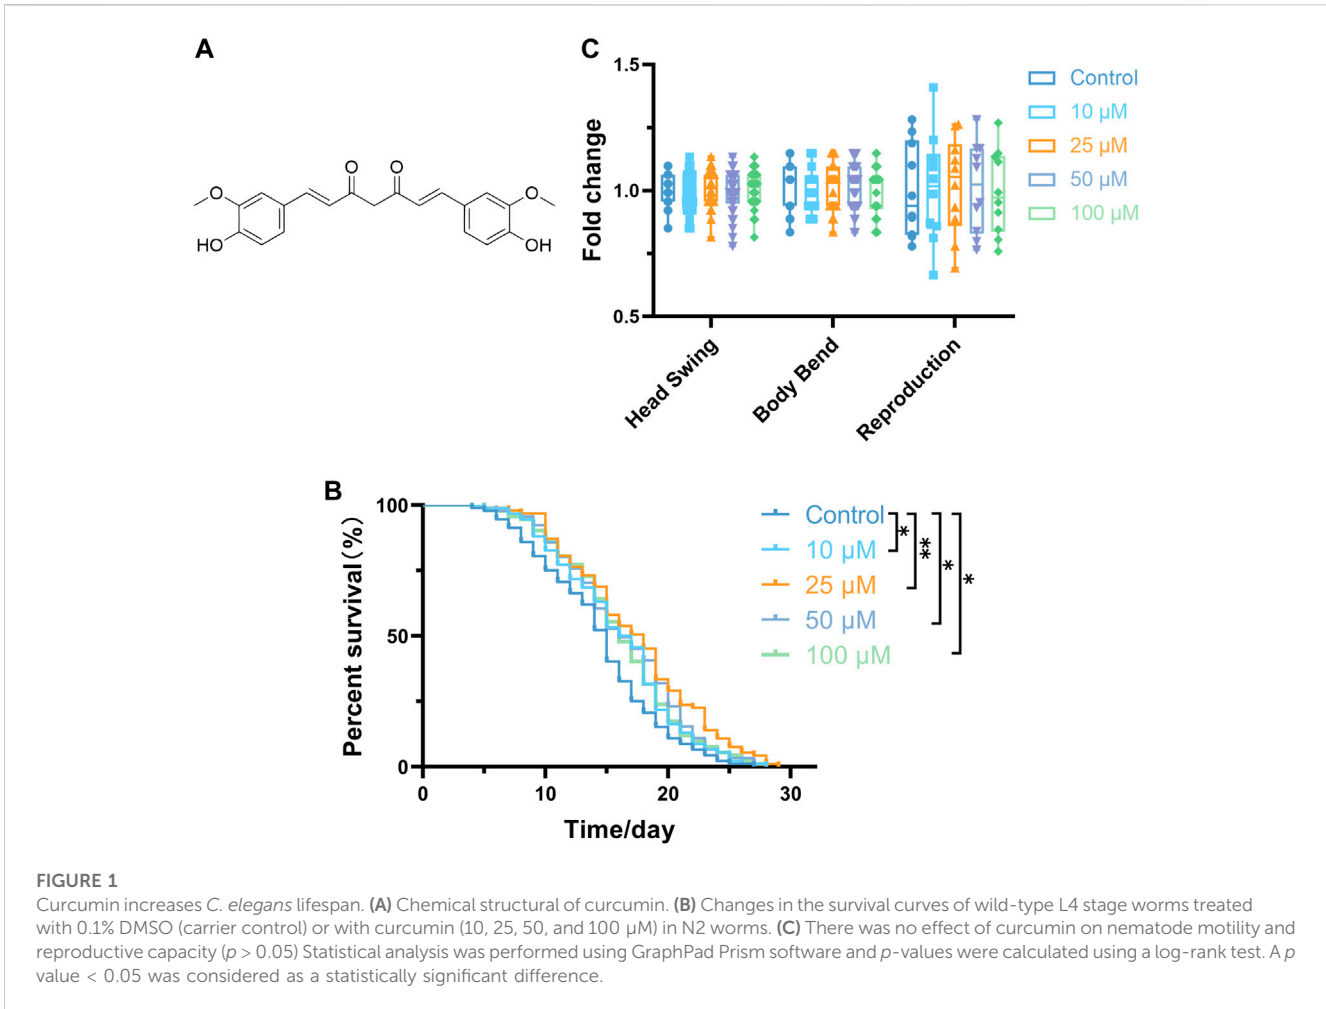 A
O
O
O
O
HO
OH
C
1.5
1.0
0.5
Fold change
Head Swing
Body Bend
Reproduction
Control
10 µM
25 µM
50 µM
100 µM
B
100
50
0
Percent survival (%)
0
10
20
30
Time/day
Control
10 µM
25 µM
50 µM
100 µM
*
**
*
*
FIGURE 1
Curcumin increases C. elegans lifespan. (A) Chemical structural of curcumin. (B) Changes in the survival curves of wild-type L4 stage worms treated
with 0.1% DMSO (carrier control) or with curcumin (10, 25, 50, and 100 µM) in N2 worms. (C) There was no effect of curcumin on nematode motility and
reproductive capacity (p > 0.05) Statistical analysis was performed using GraphPad Prism software and p-values were calculated using a log-rank test. A p
value < 0.05 was considered as a statistically significant difference.